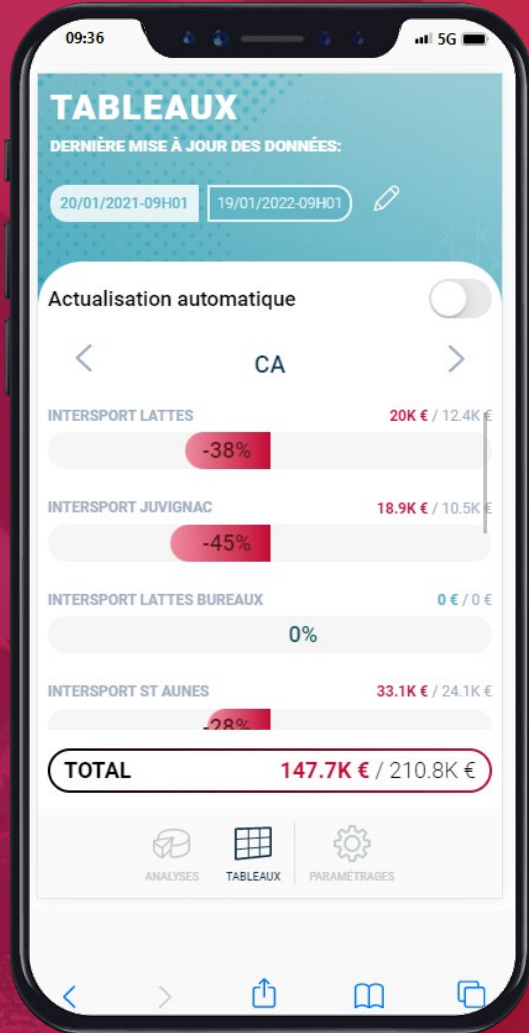 09:36
5G
TABLEAUX
DERNIÈRE MISE À JOUR DES DONNÉES:
20/01/2021-09H01 19/01/2022-09H01
Actualisation automatique
CA
INTERSPORT LATTES 20K € / 12.4K €
-38%
INTERSPORT JUVIGNAC 18.9K € / 10.5K €
-45%
INTERSPORT LATTES BUREAUX 0 € / 0 €
0%
INTERSPORT ST AUNES 33.1K € / 24.1K €
-28%
TOTAL 147.7K € / 210.8K €
ANALYSES TABLEAUX PARAMÉTRAGES